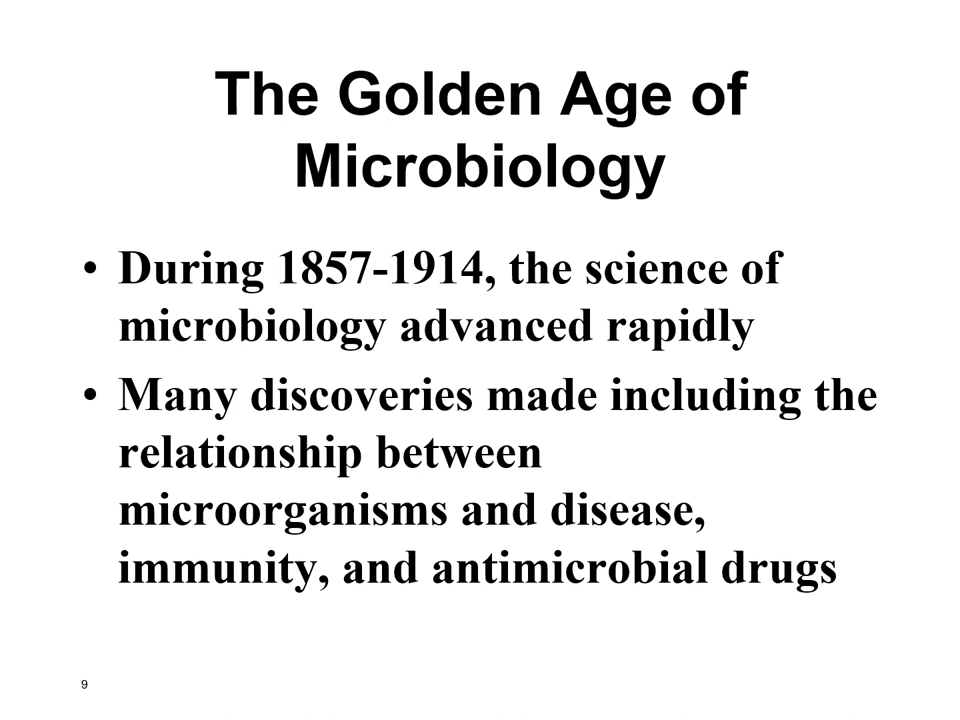 The Golden Age of
Microbiology
• During 1857-1914, the science of
microbiology advanced rapidly
• Many discoveries made including the
relationship between
microorganisms and disease,
immunity, and antimicrobial drugs
9